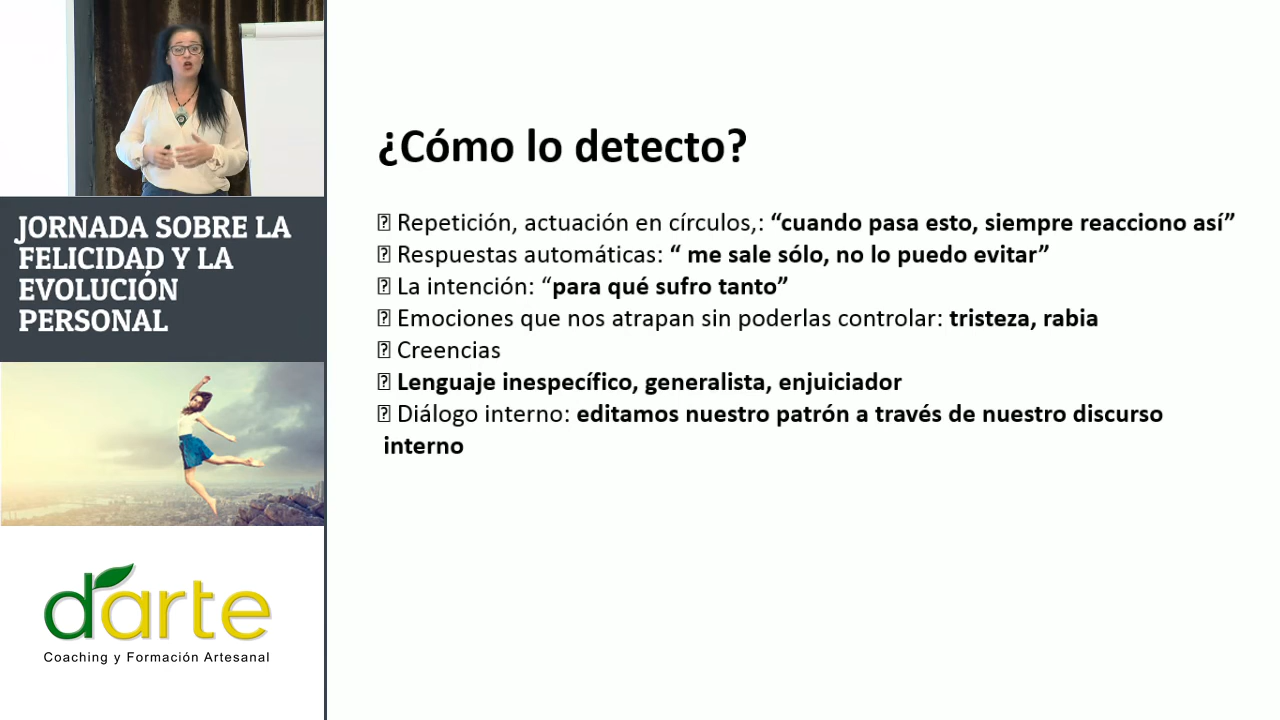 ¿Cómo lo detecto?
Repetición, actuación en círculos,: “cuando pasa esto, siempre reacciono así”
Respuestas automáticas: “ me sale sólo, no lo puedo evitar”
La intención: “para qué sufro tanto”
Emociones que nos atrapan sin poderlas controlar: tristeza, rabia
Creencias
Lenguaje inespecífico, generalista, enjuiciador
Diálogo interno: editamos nuestro patrón a través de nuestro discurso
interno
JORNADA SOBRE LA
FELICIDAD Y LA
EVOLUCIÓN
PERSONAL
d'arte
Coaching y Formación Artesanal